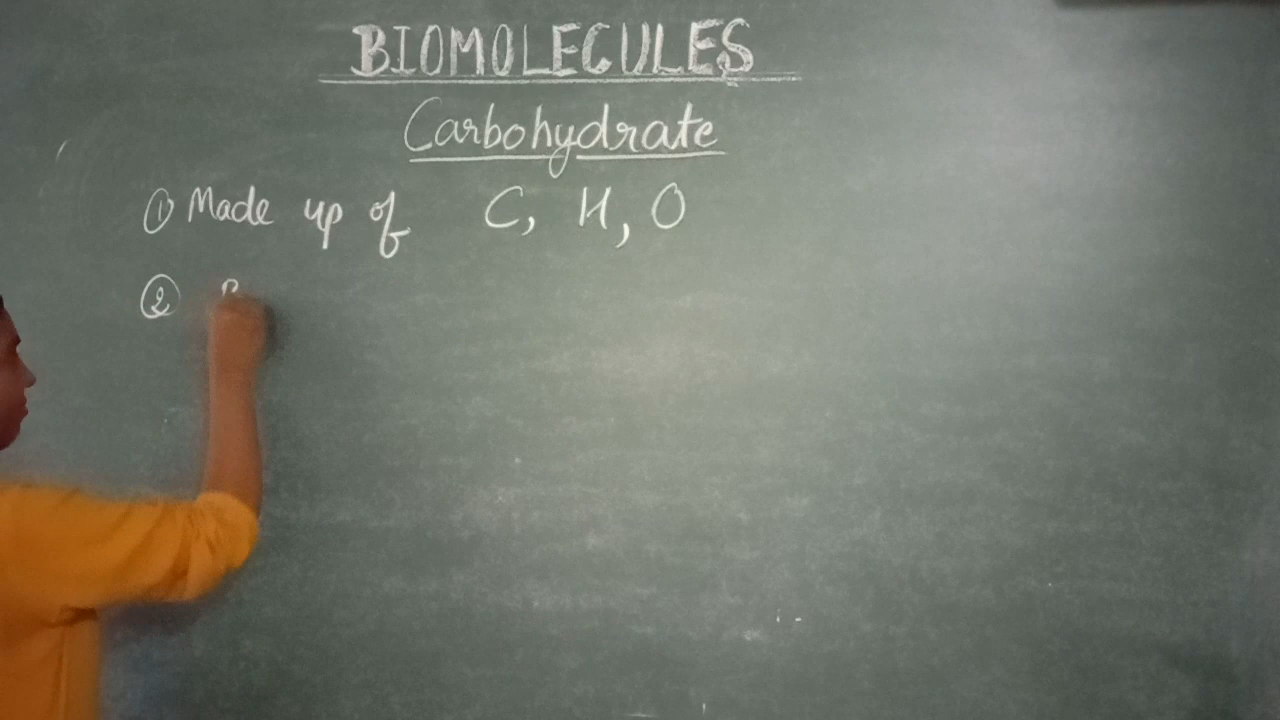 BIOMOLECULES
Carbohydrate
① Made up of C, H, O
②